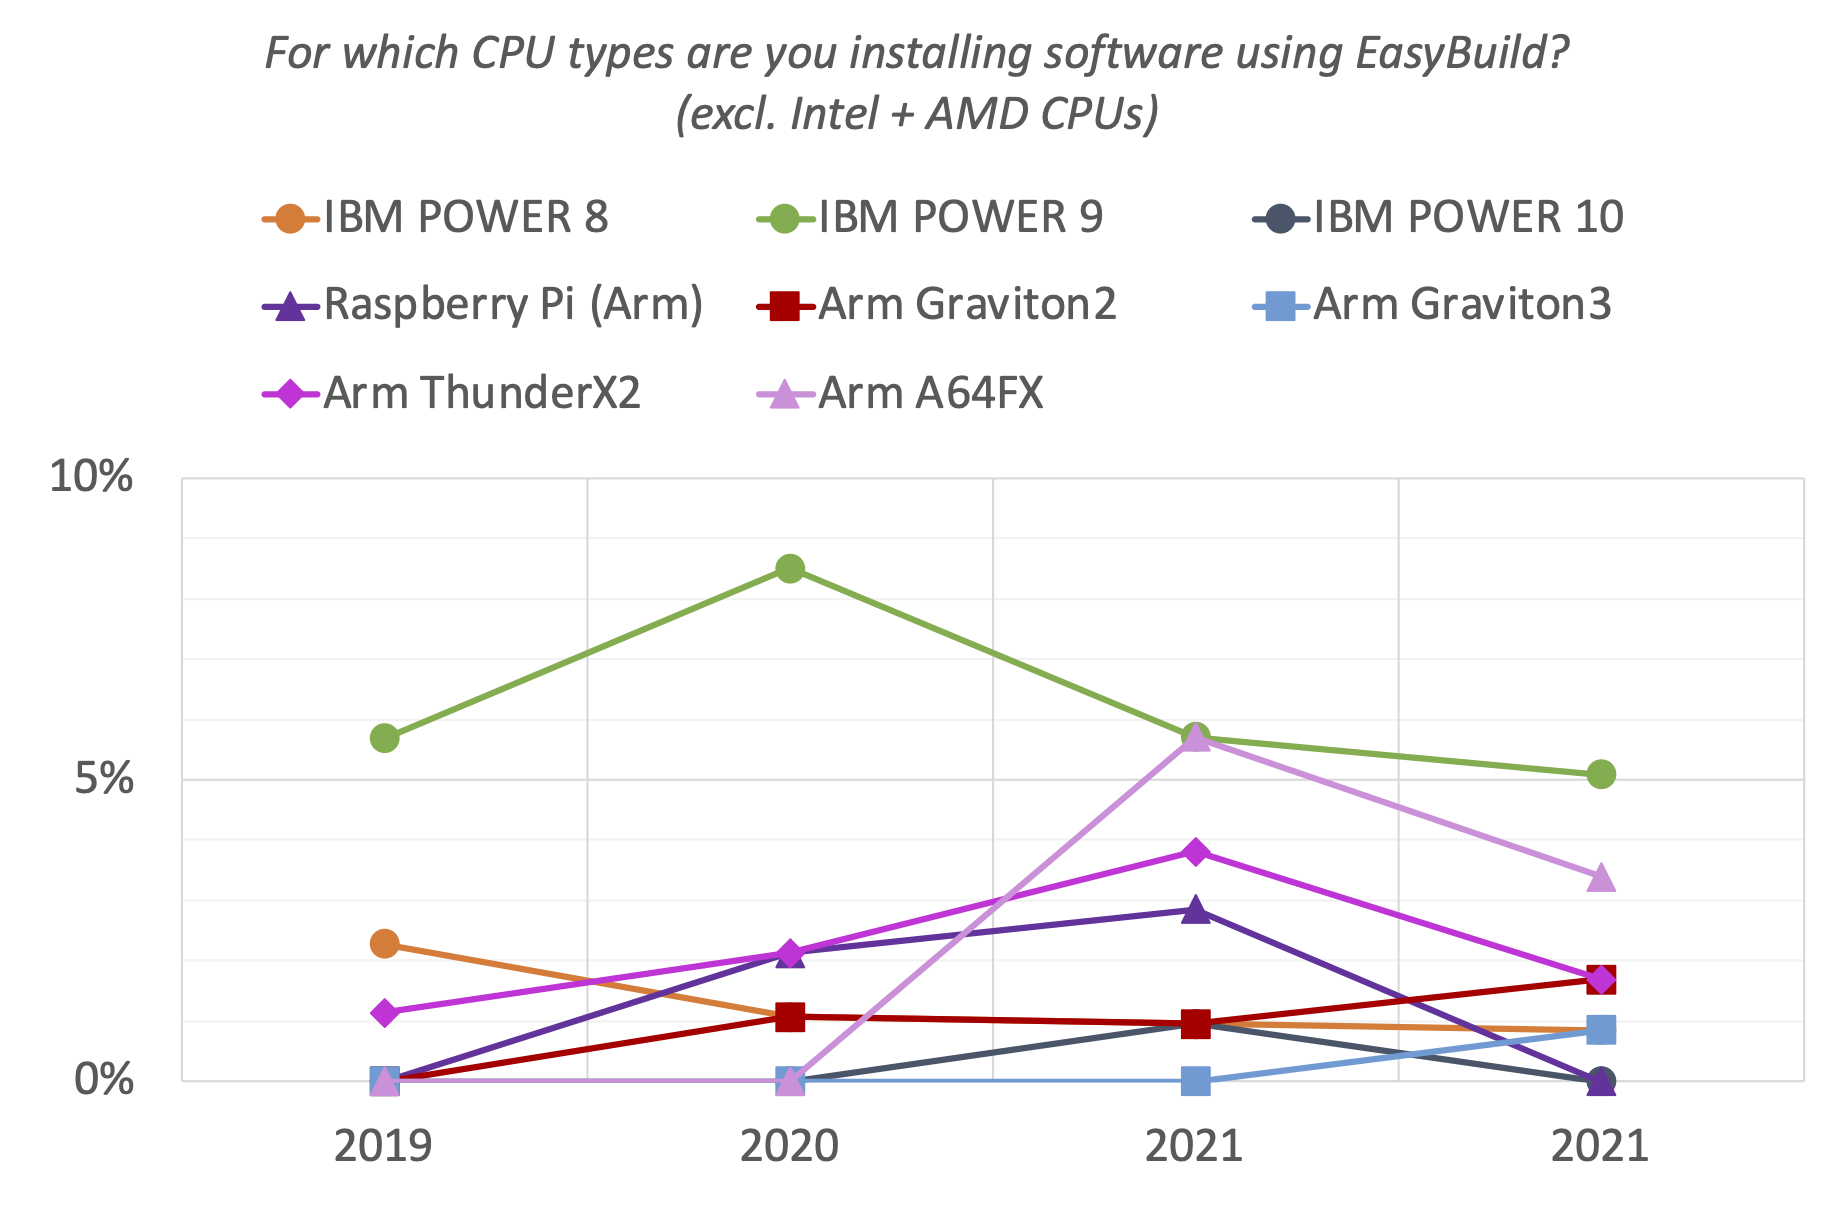 For which CPU types are you installing software using EasyBuild?
(excl. Intel + AMD CPUs)
IBM POWER 8
IBM POWER 9
IBM POWER 10
Raspberry Pi (Arm)
Arm Graviton2
Arm Graviton3
Arm ThunderX2
Arm A64FX
10%
5%
0%
2019
2020
2021
2021